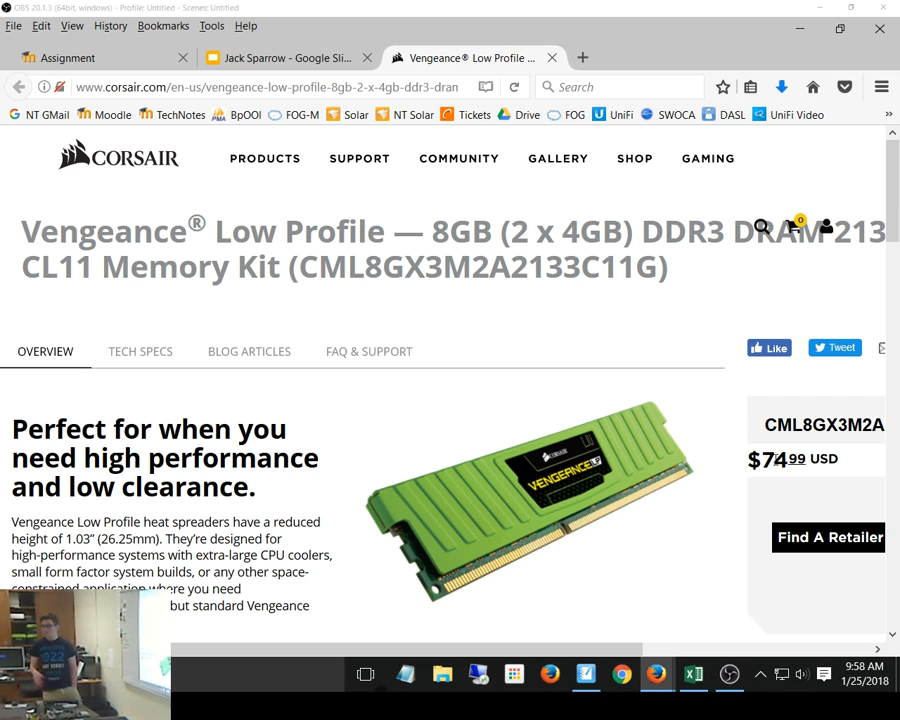 OBS 20.1.3 (64bit, windows) - Profile: Untitled - Scenes: Untitled
File Edit View History Bookmarks Tools Help
Assignment
Jack Sparrow - Google Sli...
Vengeance® Low Profile ...
www.corsair.com/en-us/vengeance-low-profile-8gb-2-x-4gb-ddr3-dran
Search
NT GMail Moodle TechNotes BpOOI FOG-M Solar NT Solar Tickets Drive FOG UniFi SWOCA DASL UniFi Video
CORSAIR
PRODUCTS SUPPORT COMMUNITY GALLERY SHOP GAMING
0
Vengeance® Low Profile — 8GB (2 x 4GB) DDR3 DRAM 213
CL11 Memory Kit (CML8GX3M2A2133C11G)
OVERVIEW TECH SPECS BLOG ARTICLES FAQ & SUPPORT
Like Tweet
Perfect for when you
need high performance
and low clearance.
CML8GX3M2A
$74.99 USD
CORSAIR
VENGEANCE LP
Find A Retailer
Vengeance Low Profile heat spreaders have a reduced
height of 1.03” (26.25mm). They’re designed for
high-performance systems with extra-large CPU coolers,
small form factor system builds, or any other space-
constrained application where you need
but standard Vengeance
9:58 AM
1/25/2018